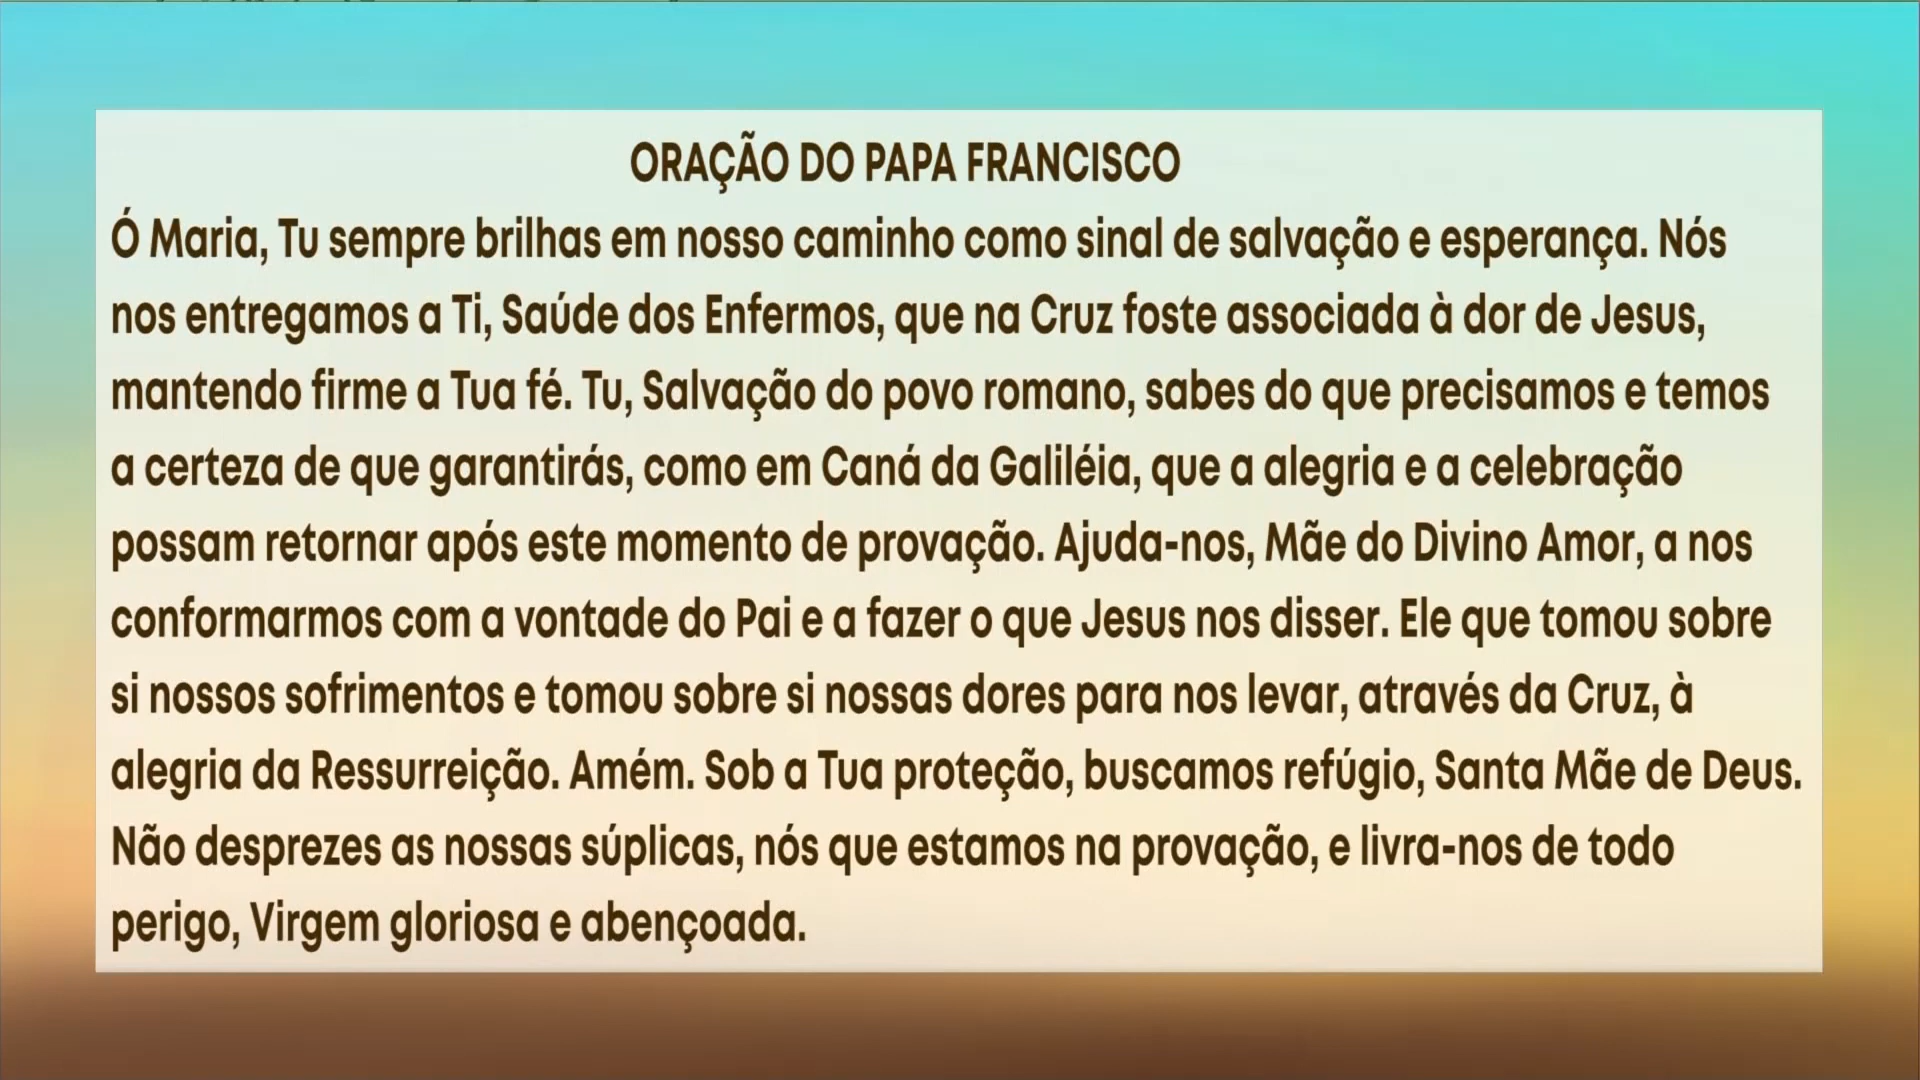 ORAÇÃO DO PAPA FRANCISCO
Ó Maria, Tu sempre brilhas em nosso caminho como sinal de salvação e esperança. Nós
nos entregamos a Ti, Saúde dos Enfermos, que na Cruz foste associada à dor de Jesus,
mantendo firme a Tua fé. Tu, Salvação do povo romano, sabes do que precisamos e temos
a certeza de que garantirás, como em Caná da Galiléia, que a alegria e a celebração
possam retornar após este momento de provação. Ajuda-nos, Mãe do Divino Amor, a nos
conformarmos com a vontade do Pai e a fazer o que Jesus nos disser. Ele que tomou sobre
si nossos sofrimentos e tomou sobre si nossas dores para nos levar, através da Cruz, à
alegria da Ressurreição. Amém. Sob a Tua proteção, buscamos refúgio, Santa Mãe de Deus.
Não desprezes as nossas súplicas, nós que estamos na provação, e livra-nos de todo
perigo, Virgem gloriosa e abençoada.